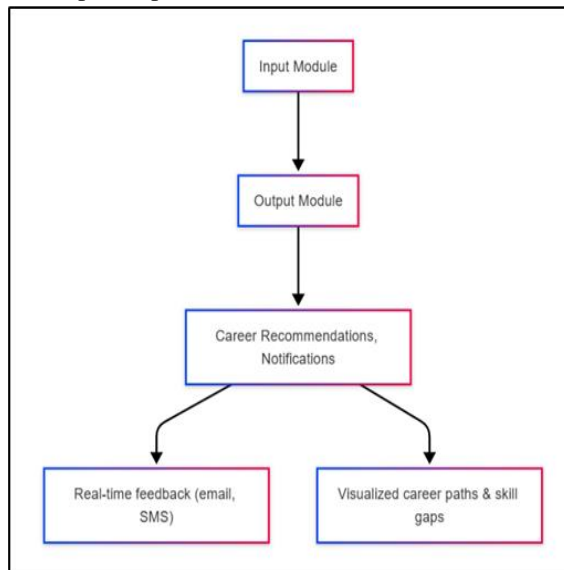 Input Module
Output Module
Career Recommendations,
Notifications
Real-time feedback (email,
SMS)
Visualized career paths & skill
gaps